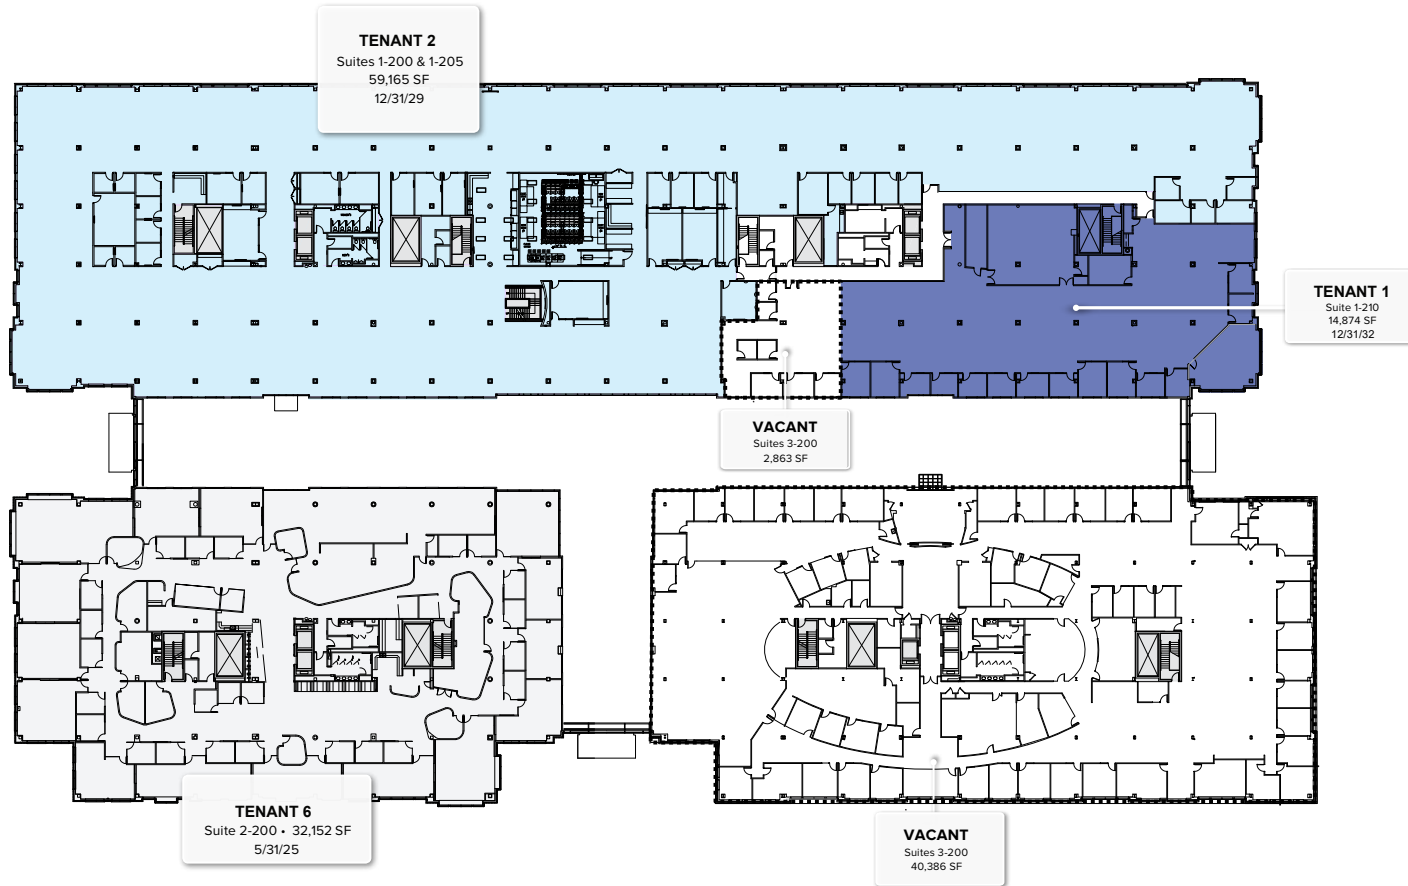 TENANT 2
Suites 1-200 & 1-205
59,165 SF
12/31/29
TENANT 1
Suite 1-210
14,874 SF
12/31/32
VACANT
Suites 3-200
2,863 SF
TENANT 6
Suite 2-200 • 32,152 SF
5/31/25
VACANT
Suites 3-200
40,386 SF